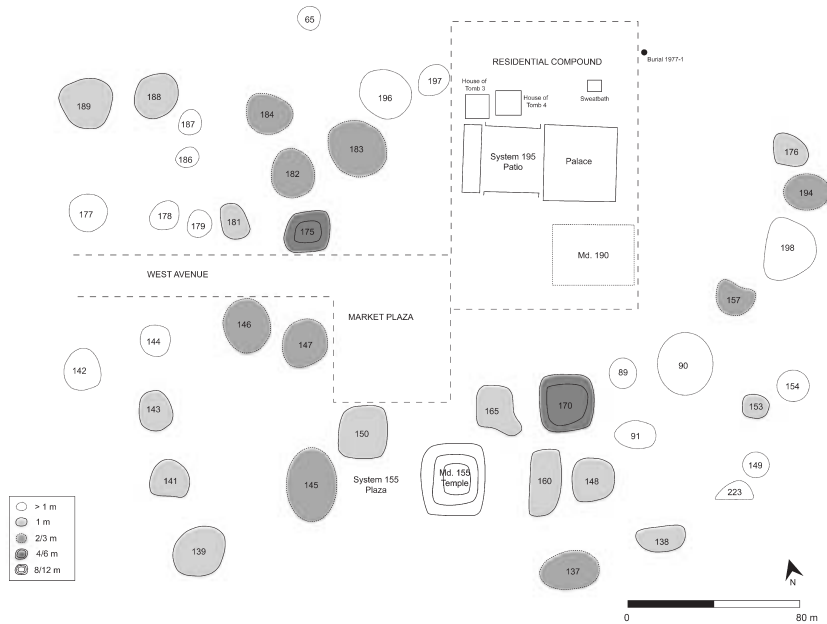 65
RESIDENTIAL COMPOUND
Burial 1977-1
House of
Tomb 3
House of
Tomb 4
Sweatbath
197
196
189
188
187
184
183
186
182
System 195
Patio
Palace
176
194
177
178
179
181
175
198
Md. 190
WEST AVENUE
157
MARKET PLAZA
146
147
144
142
143
89
90
154
153
165
170
150
91
141
145
System 155
Plaza
Md. 155
Temple
160
148
149
223
139
138
137
> 1 m
1 m
2/3 m
4/6 m
8/12 m
N
0
80 m